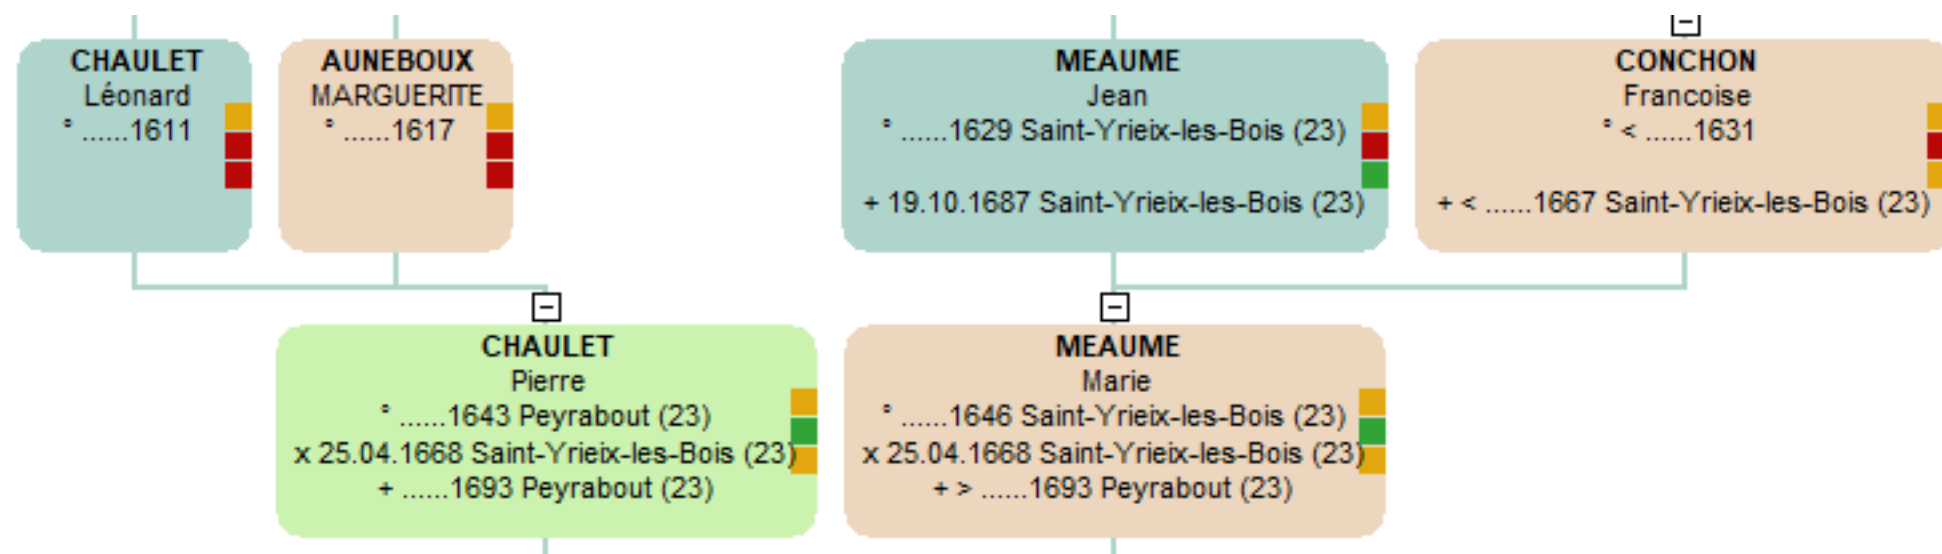 CHAULET
Léonard
° ......1611
AUNEBOUX
MARGUERITE
° ......1617
MEAUME
Jean
° ......1629 Saint-Yrieix-les-Bois (23)
+ 19.10.1687 Saint-Yrieix-les-Bois (23)
CONCHON
Francoise
° < ......1631
+ < ......1667 Saint-Yrieix-les-Bois (23)
CHAULET
Pierre
° ......1643 Peyrabout (23)
x 25.04.1668 Saint-Yrieix-les-Bois (23)
+ ......1693 Peyrabout (23)
MEAUME
Marie
° ......1646 Saint-Yrieix-les-Bois (23)
x 25.04.1668 Saint-Yrieix-les-Bois (23)
+ > ......1693 Peyrabout (23)